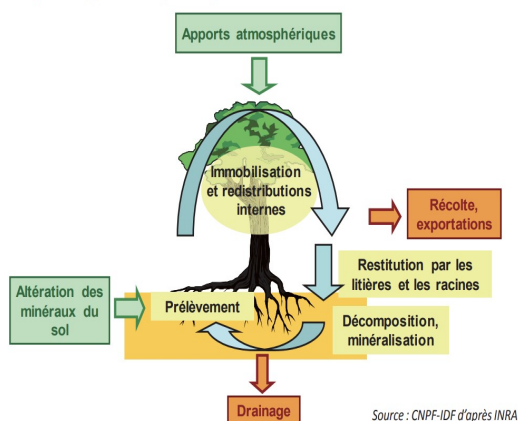 Apports atmosphériques
Immobilisation
et redistributions
internes
Récolte,
exportations
Restitution par les
litières et les racines
Altération des
minéraux du
sol
Prélèvement
Décomposition,
minéralisation
Drainage
Source : CNPF-IDF d'après INRA